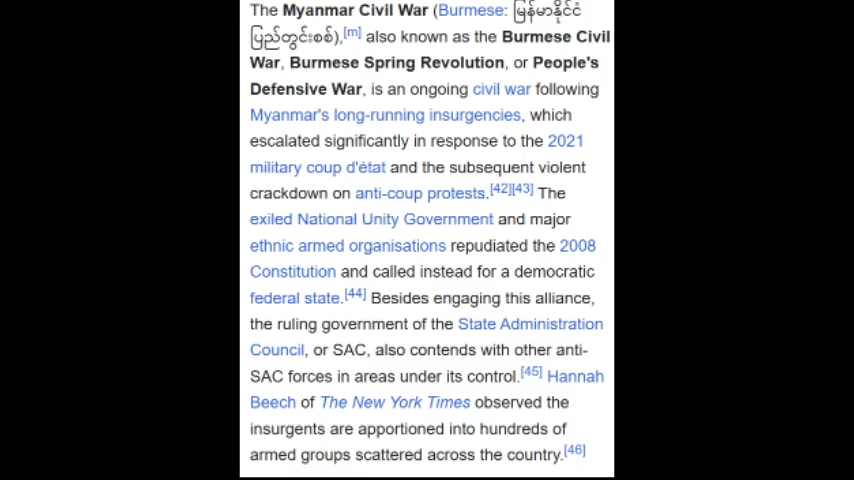 The Myanmar Civil War (Burmese: မြန်မာနိုင်ငံ
ပြည်တွင်းစစ်),[m] also known as the Burmese Civil
War, Burmese Spring Revolution, or People's
Defensive War, is an ongoing civil war following
Myanmar's long-running insurgencies, which
escalated significantly in response to the 2021
military coup d'état and the subsequent violent
crackdown on anti-coup protests.[42][43] The
exiled National Unity Government and major
ethnic armed organisations repudiated the 2008
Constitution and called instead for a democratic
federal state.[44] Besides engaging this alliance,
the ruling government of the State Administration
Council, or SAC, also contends with other anti-
SAC forces in areas under its control.[45] Hannah
Beech of The New York Times observed the
insurgents are apportioned into hundreds of
armed groups scattered across the country.[46]